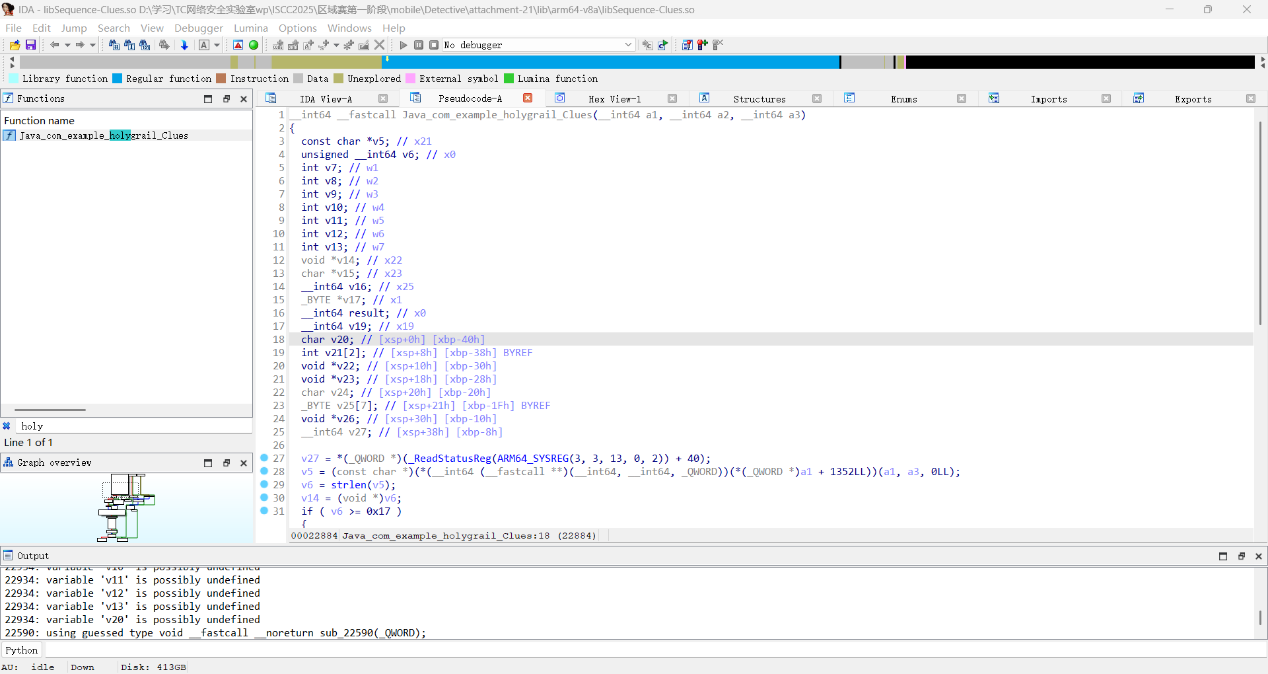 IDA - libSequence-Clues.so D:\学习\TC网络安全实验室wp\ISCC2025\区域赛第一阶段\mobile\Detective\attachment-21\lib\arm64-v8a\libSequence-Clues.so
File Edit Jump Search View Debugger Lumina Options Windows Help
No debugger
Library function Regular function Instruction Data Unexplored External symbol Lumina function
Functions
IDA View-A Pseudocode-A Hex View-1 Structures Enums Imports Exports
Function name
Java_com_example_holygrail_Clues
holy
Line 1 of 1
Graph overview
1 __int64 __fastcall Java_com_example_holygrail_Clues(__int64 a1, __int64 a2, __int64 a3)
2 {
3 const char *v5; // x21
4 unsigned __int64 v6; // x0
5 int v7; // w1
6 int v8; // w2
7 int v9; // w3
8 int v10; // w4
9 int v11; // w5
10 int v12; // w6
11 int v13; // w7
12 void *v14; // x22
13 char *v15; // x23
14 __int64 v16; // x25
15 _BYTE *v17; // x1
16 __int64 result; // x0
17 __int64 v19; // x19
18 char v20; // [xsp+0h] [xbp-40h]
19 int v21[2]; // [xsp+8h] [xbp-38h] BYREF
20 void *v22; // [xsp+10h] [xbp-30h]
21 void *v23; // [xsp+18h] [xbp-28h]
22 char v24; // [xsp+20h] [xbp-20h]
23 _BYTE v25[7]; // [xsp+21h] [xbp-1Fh] BYREF
24 void *v26; // [xsp+30h] [xbp-10h]
25 __int64 v27; // [xsp+38h] [xbp-8h]
26
27 v27 = *(_QWORD *)(_ReadStatusReg(ARM64_SYSREG(3, 3, 13, 0, 2)) + 40);
28 v5 = (const char *)(*(__int64 (__fastcall **)(__int64, __int64, _QWORD))(*(_QWORD *)a1 + 1352LL))(a1, a3, 0LL);
29 v6 = strlen(v5);
30 v14 = (void *)v6;
31 if ( v6 >= 0x17 )
{
00022884 Java_com_example_holygrail_Clues:18 (22884)
Output
22934: variable 'v10' is possibly undefined
22934: variable 'v11' is possibly undefined
22934: variable 'v12' is possibly undefined
22934: variable 'v13' is possibly undefined
22934: variable 'v20' is possibly undefined
22590: using guessed type void __fastcall __noreturn sub_22590(_QWORD);
Python
AU: idle Down Disk: 413GB